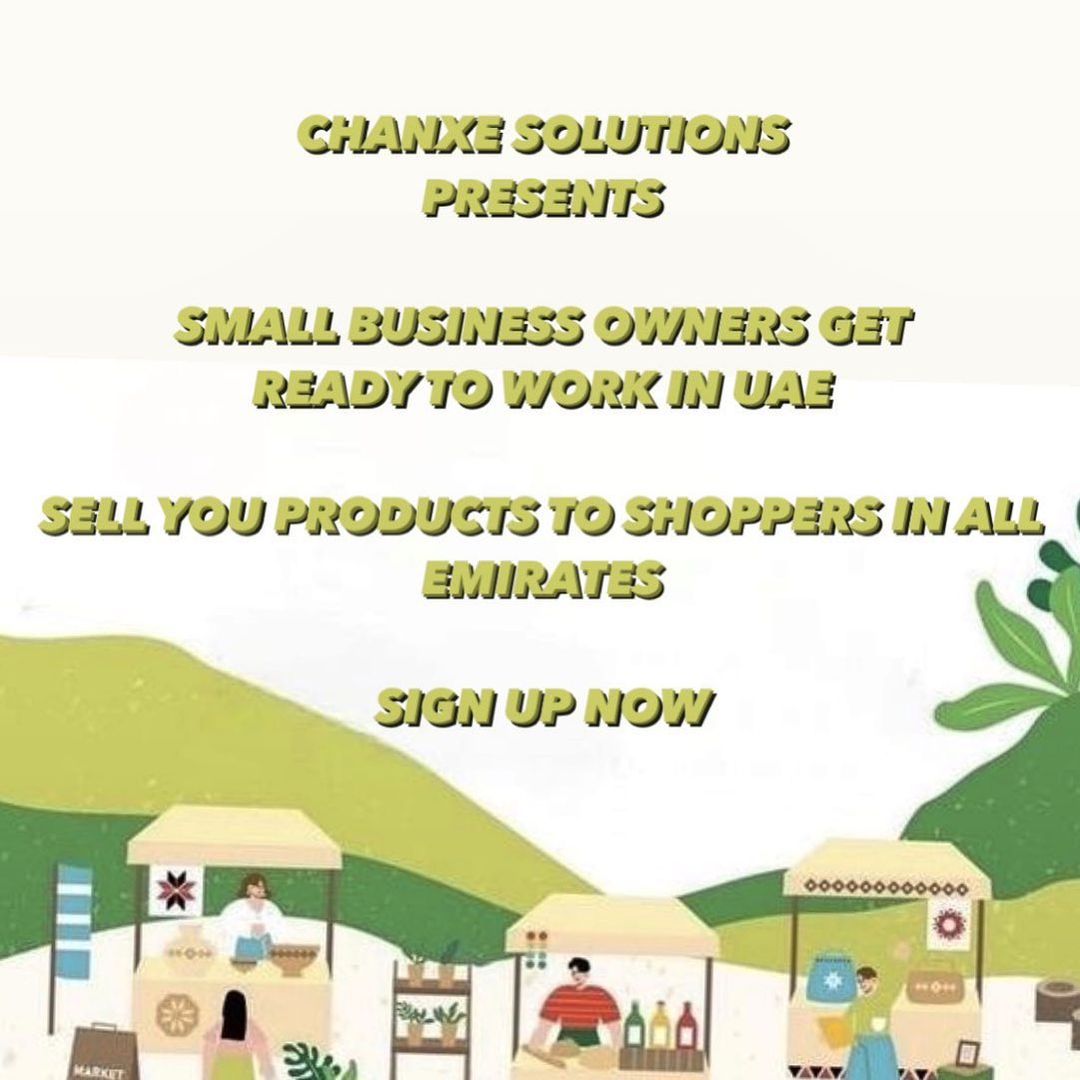 CHANXE SOLUTIONS
PRESENTS
SMALL BUSINESS OWNERS GET
READY TO WORK IN UAE
SELL YOU PRODUCTS TO SHOPPERS IN ALL
EMIRATES
SIGN UP NOW
MARKET